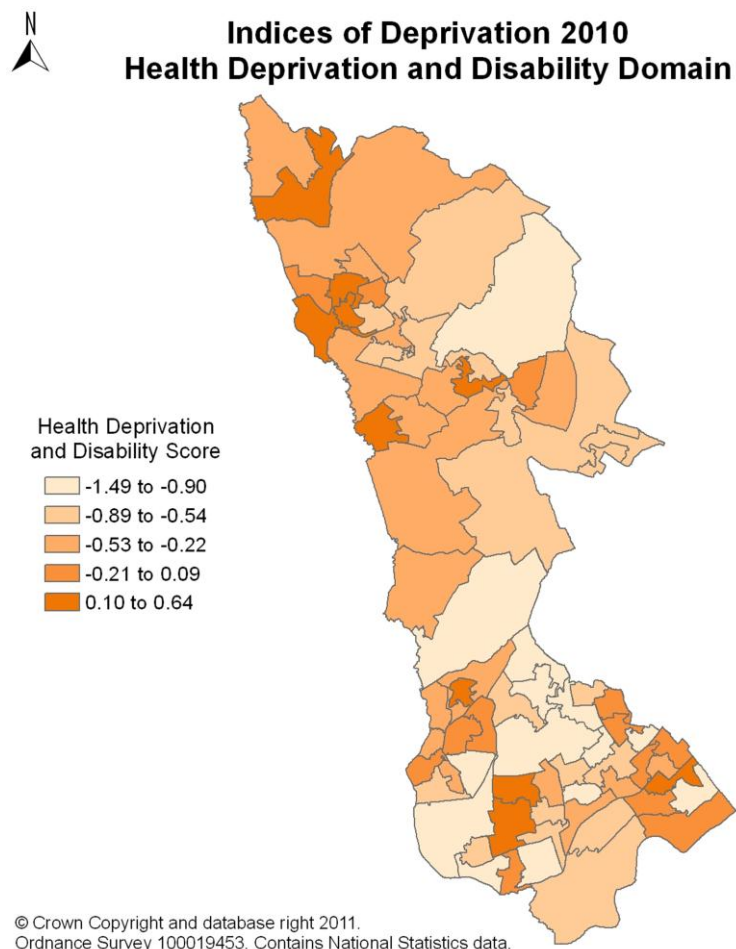 N
Indices of Deprivation 2010
Health Deprivation and Disability Domain
Health Deprivation
and Disability Score
-1.49 to -0.90
-0.89 to -0.54
-0.53 to -0.22
-0.21 to 0.09
0.10 to 0.64
© Crown Copyright and database right 2011.
Ordnance Survey 100019453. Contains National Statistics data.